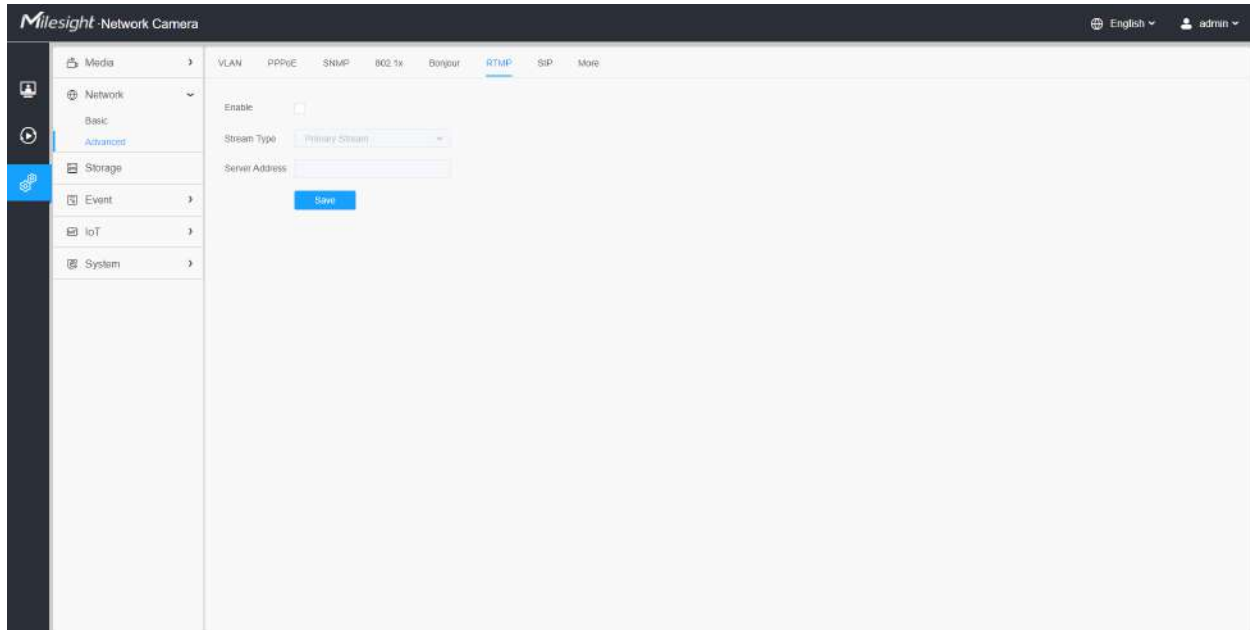 Milesight Network Camera
English
admin
Media
Network
Basic
Advanced
Storage
Event
IoT
System
VLAN PPPoE SNMP 802.1x Bonjour RTMP SIP More
Enable
Stream Type Primary Stream
Server Address
Save